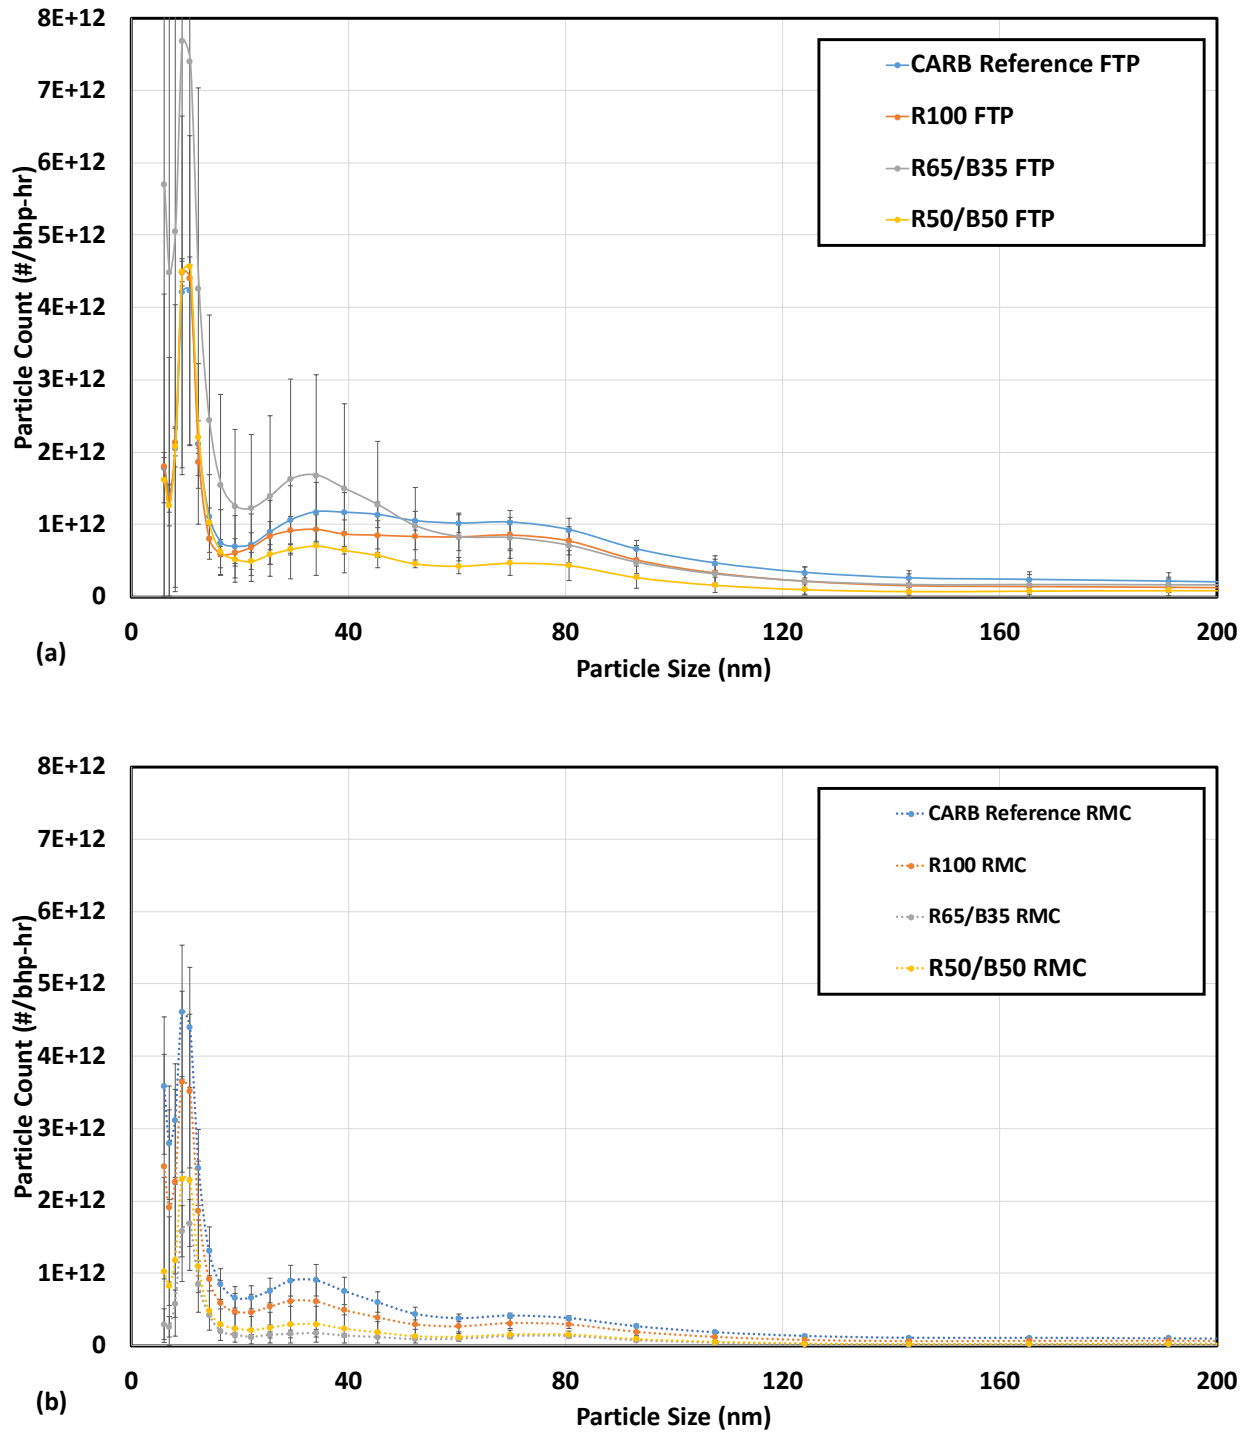 8E+12
7E+12
6E+12
5E+12
4E+12
3E+12
2E+12
1E+12
0
Particle Count (#/bhp-hr)
CARB Reference FTP
R100 FTP
R65/B35 FTP
R50/B50 FTP
0 40 80 120 160 200
(a)
Particle Size (nm)
8E+12
7E+12
6E+12
5E+12
4E+12
3E+12
2E+12
1E+12
0
Particle Count (#/bhp-hr)
CARB Reference RMC
R100 RMC
R65/B35 RMC
R50/B50 RMC
0 40 80 120 160 200
(b)
Particle Size (nm)